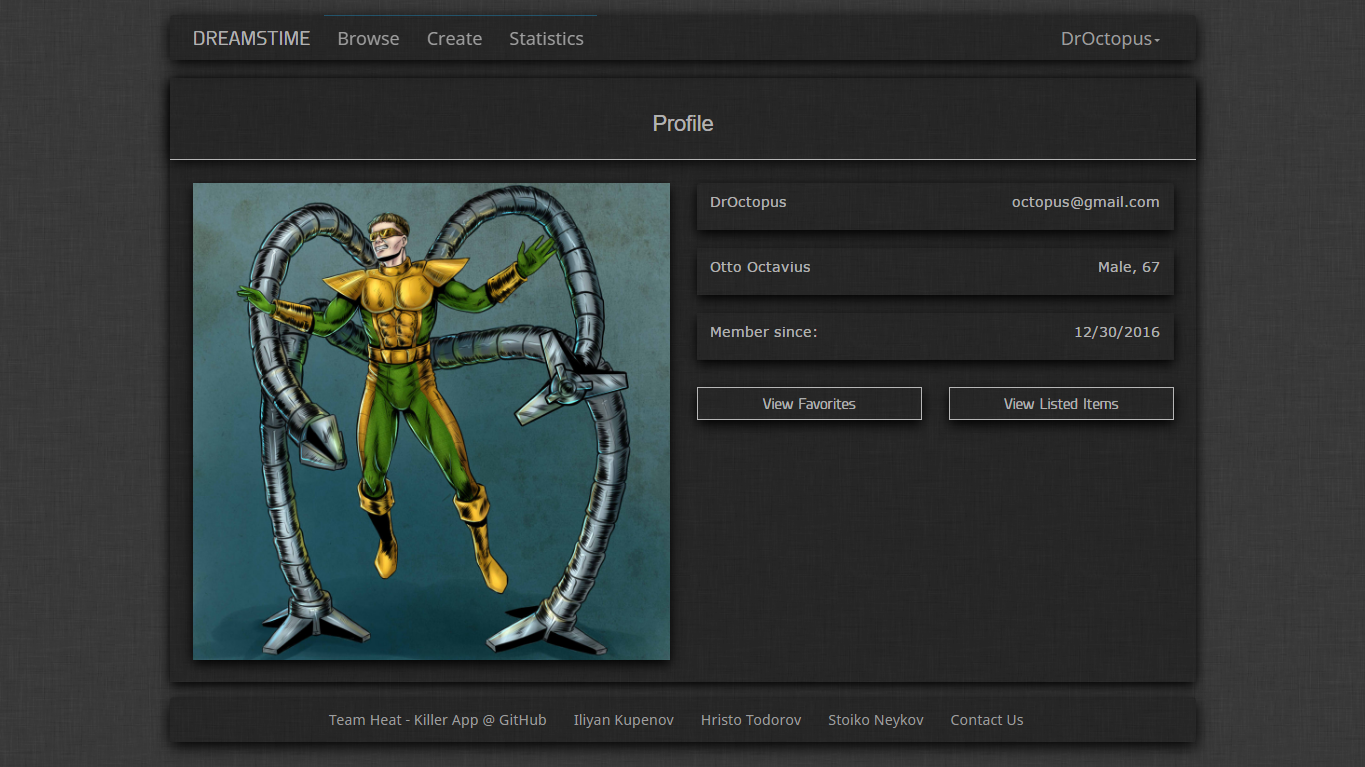 DREAMSTIME Browse Create Statistics DrOctopus
Profile
DrOctopus octopus@gmail.com
Otto Octavius Male, 67
Member since: 12/30/2016
View Favorites View Listed Items
Team Heat - Killer App @ GitHub Iliyan Kupenov Hristo Todorov Stoiko Neykov Contact Us